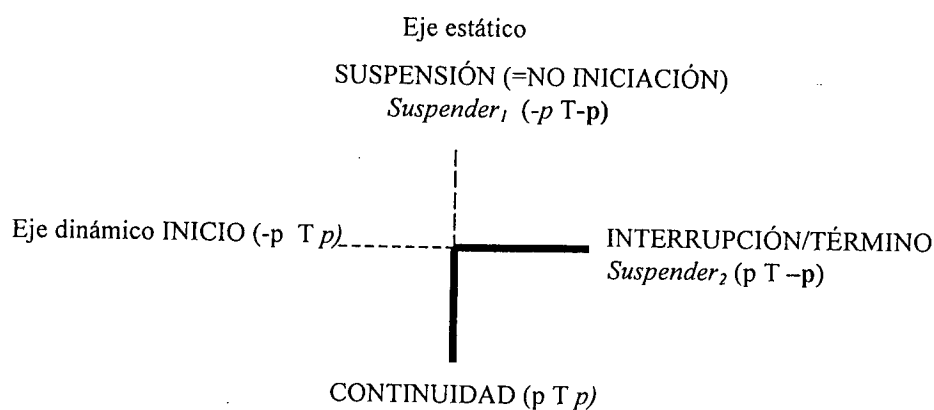 Eje estático
SUSPENSIÓN (=NO INICIACIÓN)
Suspender₁ (-p T-p)
Eje dinámico INICIO (-p T p)
INTERRUPCIÓN/TÉRMINO
Suspender₂ (p T –p)
CONTINUIDAD (p T p)